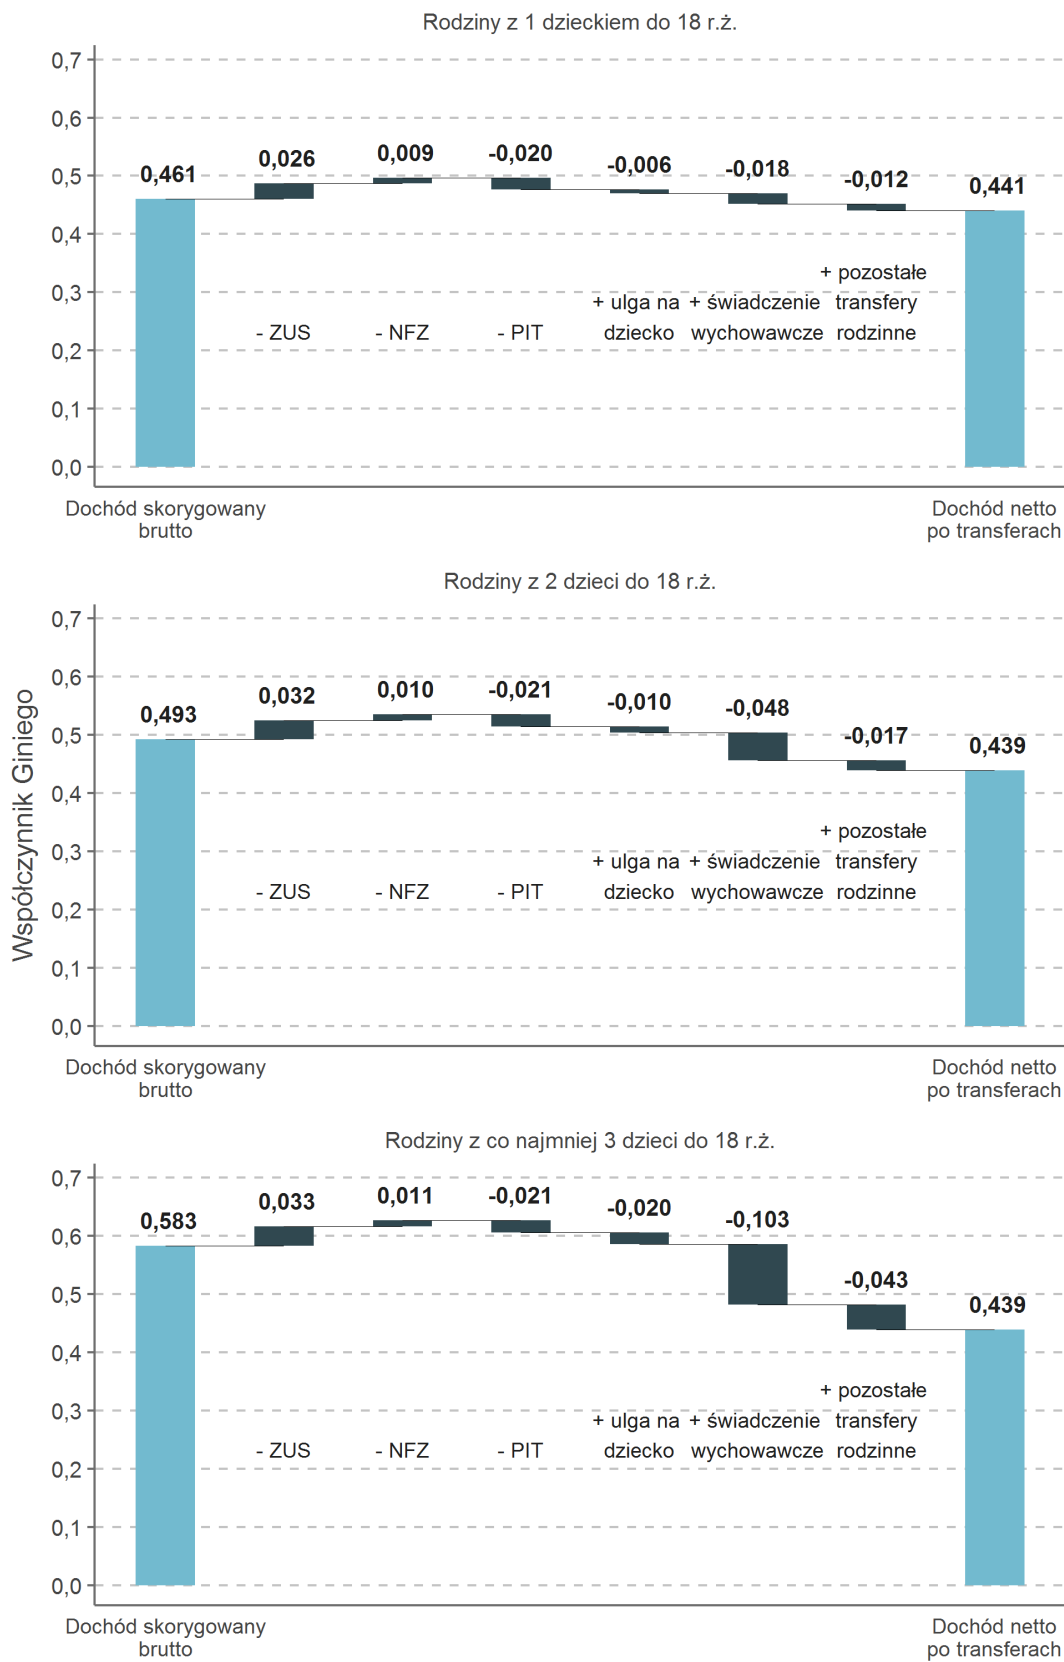 Rodziny z 1 dzieckiem do 18 r.ż.
0,7
0,6
0,5
0,4
0,3
0,2
0,1
0,0
0,461
0,026
0,009
-0,020
-0,006
-0,018
-0,012
0,441
- ZUS
- NFZ
- PIT
+ ulga na
dziecko
+ świadczenie
wychowawcze
+ pozostałe
transfery
rodzinne
Dochód skorygowany
brutto
Dochód netto
po transferach
Współczynnik Giniego
Rodziny z 2 dzieci do 18 r.ż.
0,7
0,6
0,5
0,4
0,3
0,2
0,1
0,0
0,493
0,032
0,010
-0,021
-0,010
-0,048
-0,017
0,439
- ZUS
- NFZ
- PIT
+ ulga na
dziecko
+ świadczenie
wychowawcze
+ pozostałe
transfery
rodzinne
Dochód skorygowany
brutto
Dochód netto
po transferach
Rodziny z co najmniej 3 dzieci do 18 r.ż.
0,7
0,6
0,5
0,4
0,3
0,2
0,1
0,0
0,583
0,033
0,011
-0,021
-0,020
-0,103
-0,043
0,439
- ZUS
- NFZ
- PIT
+ ulga na
dziecko
+ świadczenie
wychowawcze
+ pozostałe
transfery
rodzinne
Dochód skorygowany
brutto
Dochód netto
po transferach